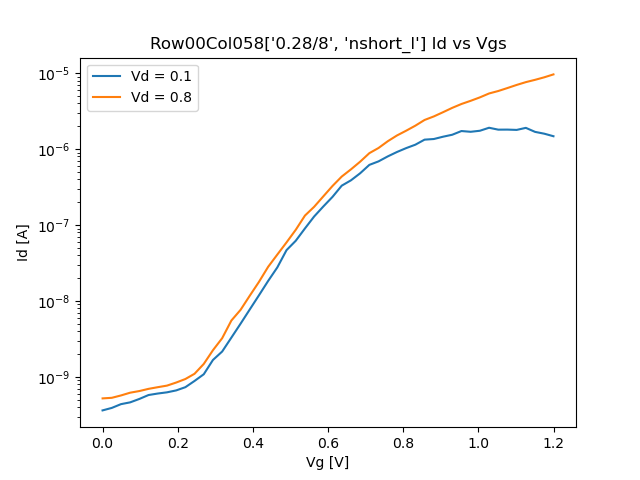 Row00Col058['0.28/8', 'nshort_l'] Id vs Vgs
Vd = 0.1
Vd = 0.8
10⁻⁵
10⁻⁶
10⁻⁷
10⁻⁸
10⁻⁹
Id [A]
0.0 0.2 0.4 0.6 0.8 1.0 1.2
Vg [V]